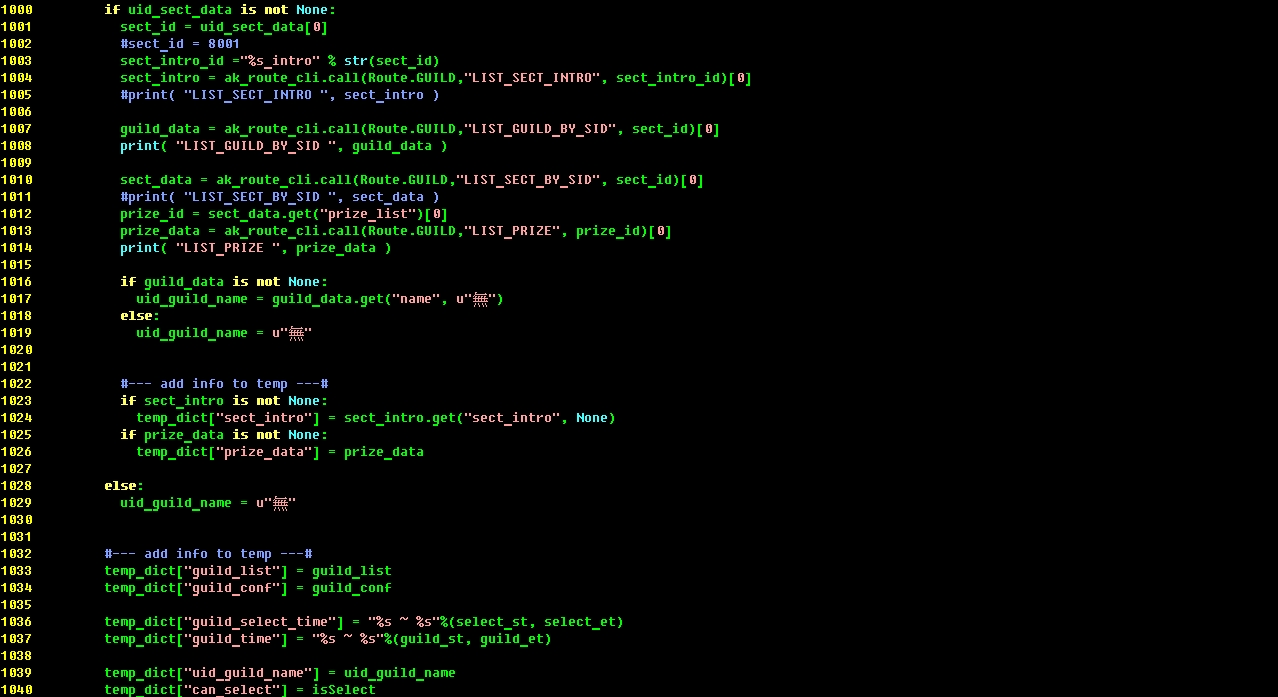 1000         if uid_sect_data is not None:
1001           sect_id = uid_sect_data[0]
1002           #sect_id = 8001
1003           sect_intro_id ="%s_intro" % str(sect_id)
1004           sect_intro = ak_route_cli.call(Route.GUILD,"LIST_SECT_INTRO", sect_intro_id)[0]
1005           #print( "LIST_SECT_INTRO ", sect_intro )
1006
1007           guild_data = ak_route_cli.call(Route.GUILD,"LIST_GUILD_BY_SID", sect_id)[0]
1008           print( "LIST_GUILD_BY_SID ", guild_data )
1009
1010           sect_data = ak_route_cli.call(Route.GUILD,"LIST_SECT_BY_SID", sect_id)[0]
1011           #print( "LIST_SECT_BY_SID ", sect_data )
1012           prize_id = sect_data.get("prize_list")[0]
1013           prize_data = ak_route_cli.call(Route.GUILD,"LIST_PRIZE", prize_id)[0]
1014           print( "LIST_PRIZE ", prize_data )
1015
1016           if guild_data is not None:
1017             uid_guild_name = guild_data.get("name", u"無")
1018           else:
1019             uid_guild_name = u"無"
1020
1021
1022           #--- add info to temp ---#
1023           if sect_intro is not None:
1024             temp_dict["sect_intro"] = sect_intro.get("sect_intro", None)
1025           if prize_data is not None:
1026             temp_dict["prize_data"] = prize_data
1027
1028         else:
1029           uid_guild_name = u"無"
1030
1031
1032         #--- add info to temp ---#
1033         temp_dict["guild_list"] = guild_list
1034         temp_dict["guild_conf"] = guild_conf
1035
1036         temp_dict["guild_select_time"] = "%s ~ %s"%(select_st, select_et)
1037         temp_dict["guild_time"] = "%s ~ %s"%(guild_st, guild_et)
1038
1039         temp_dict["uid_guild_name"] = uid_guild_name
1040         temp_dict["can_select"] = isSelect